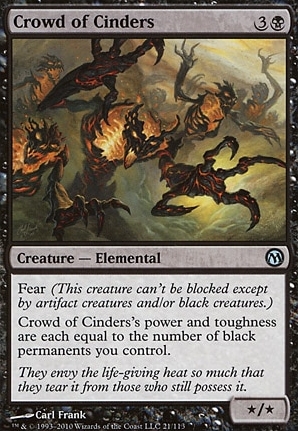 Crowd of Cinders 3
Creature — Elemental
Fear (This creature can't be blocked except
by artifact creatures and/or black creatures.)
Crowd of Cinders's power and toughness
are each equal to the number of black
permanents you control.
They envy the life-giving heat so much that
they tear it from those who still possess it.
Carl Frank
™ & © 1993–2010 Wizards of the Coast LLC 21/113
*/*